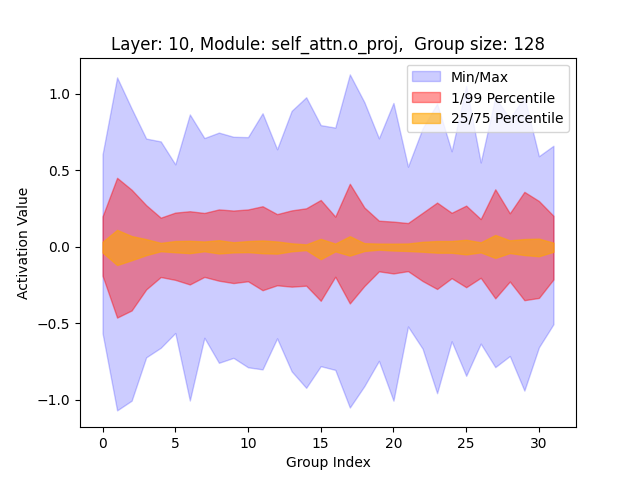 Layer: 10, Module: self_attn.o_proj,  Group size: 128
Min/Max
1/99 Percentile
25/75 Percentile
Activation Value
1.0
0.5
0.0
−0.5
−1.0
0 5 10 15 20 25 30
Group Index